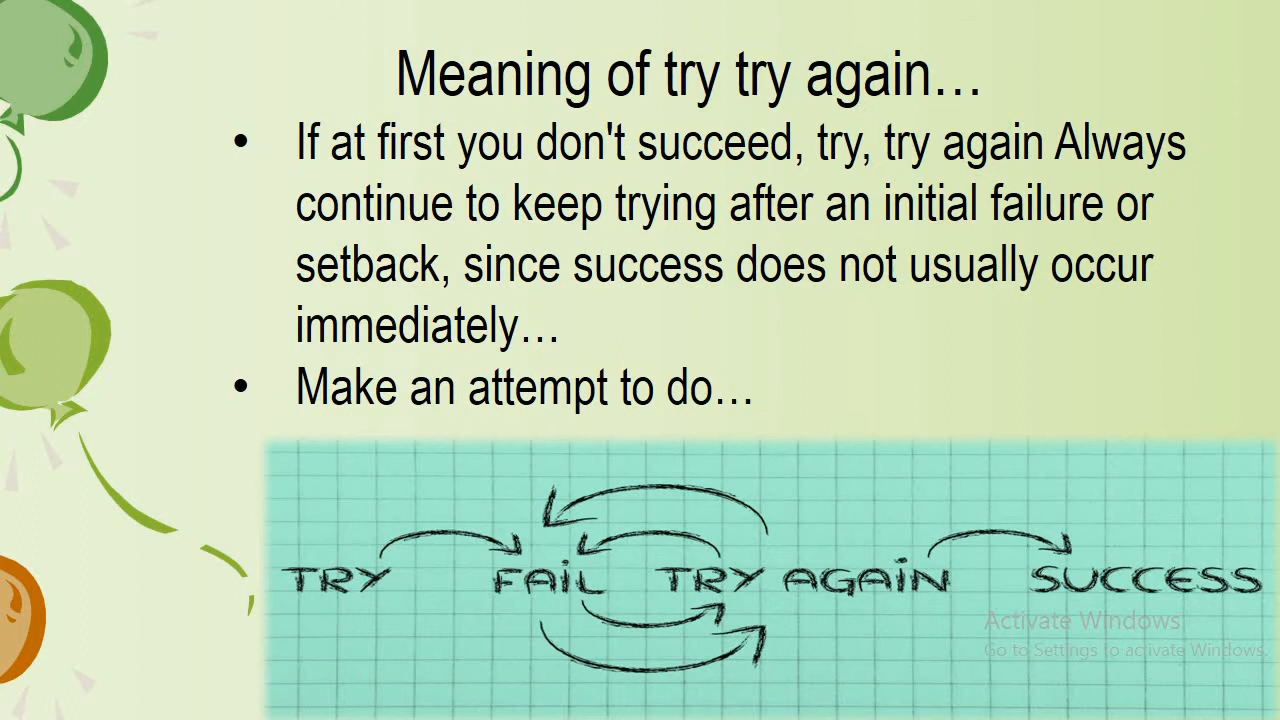 Meaning of try try again…
• If at first you don't succeed, try, try again Always
continue to keep trying after an initial failure or
setback, since success does not usually occur
immediately…
• Make an attempt to do…
TRY FAiL TRY AGAiN SUCCESS
Activate Windows
Go to Settings to activate Windows.